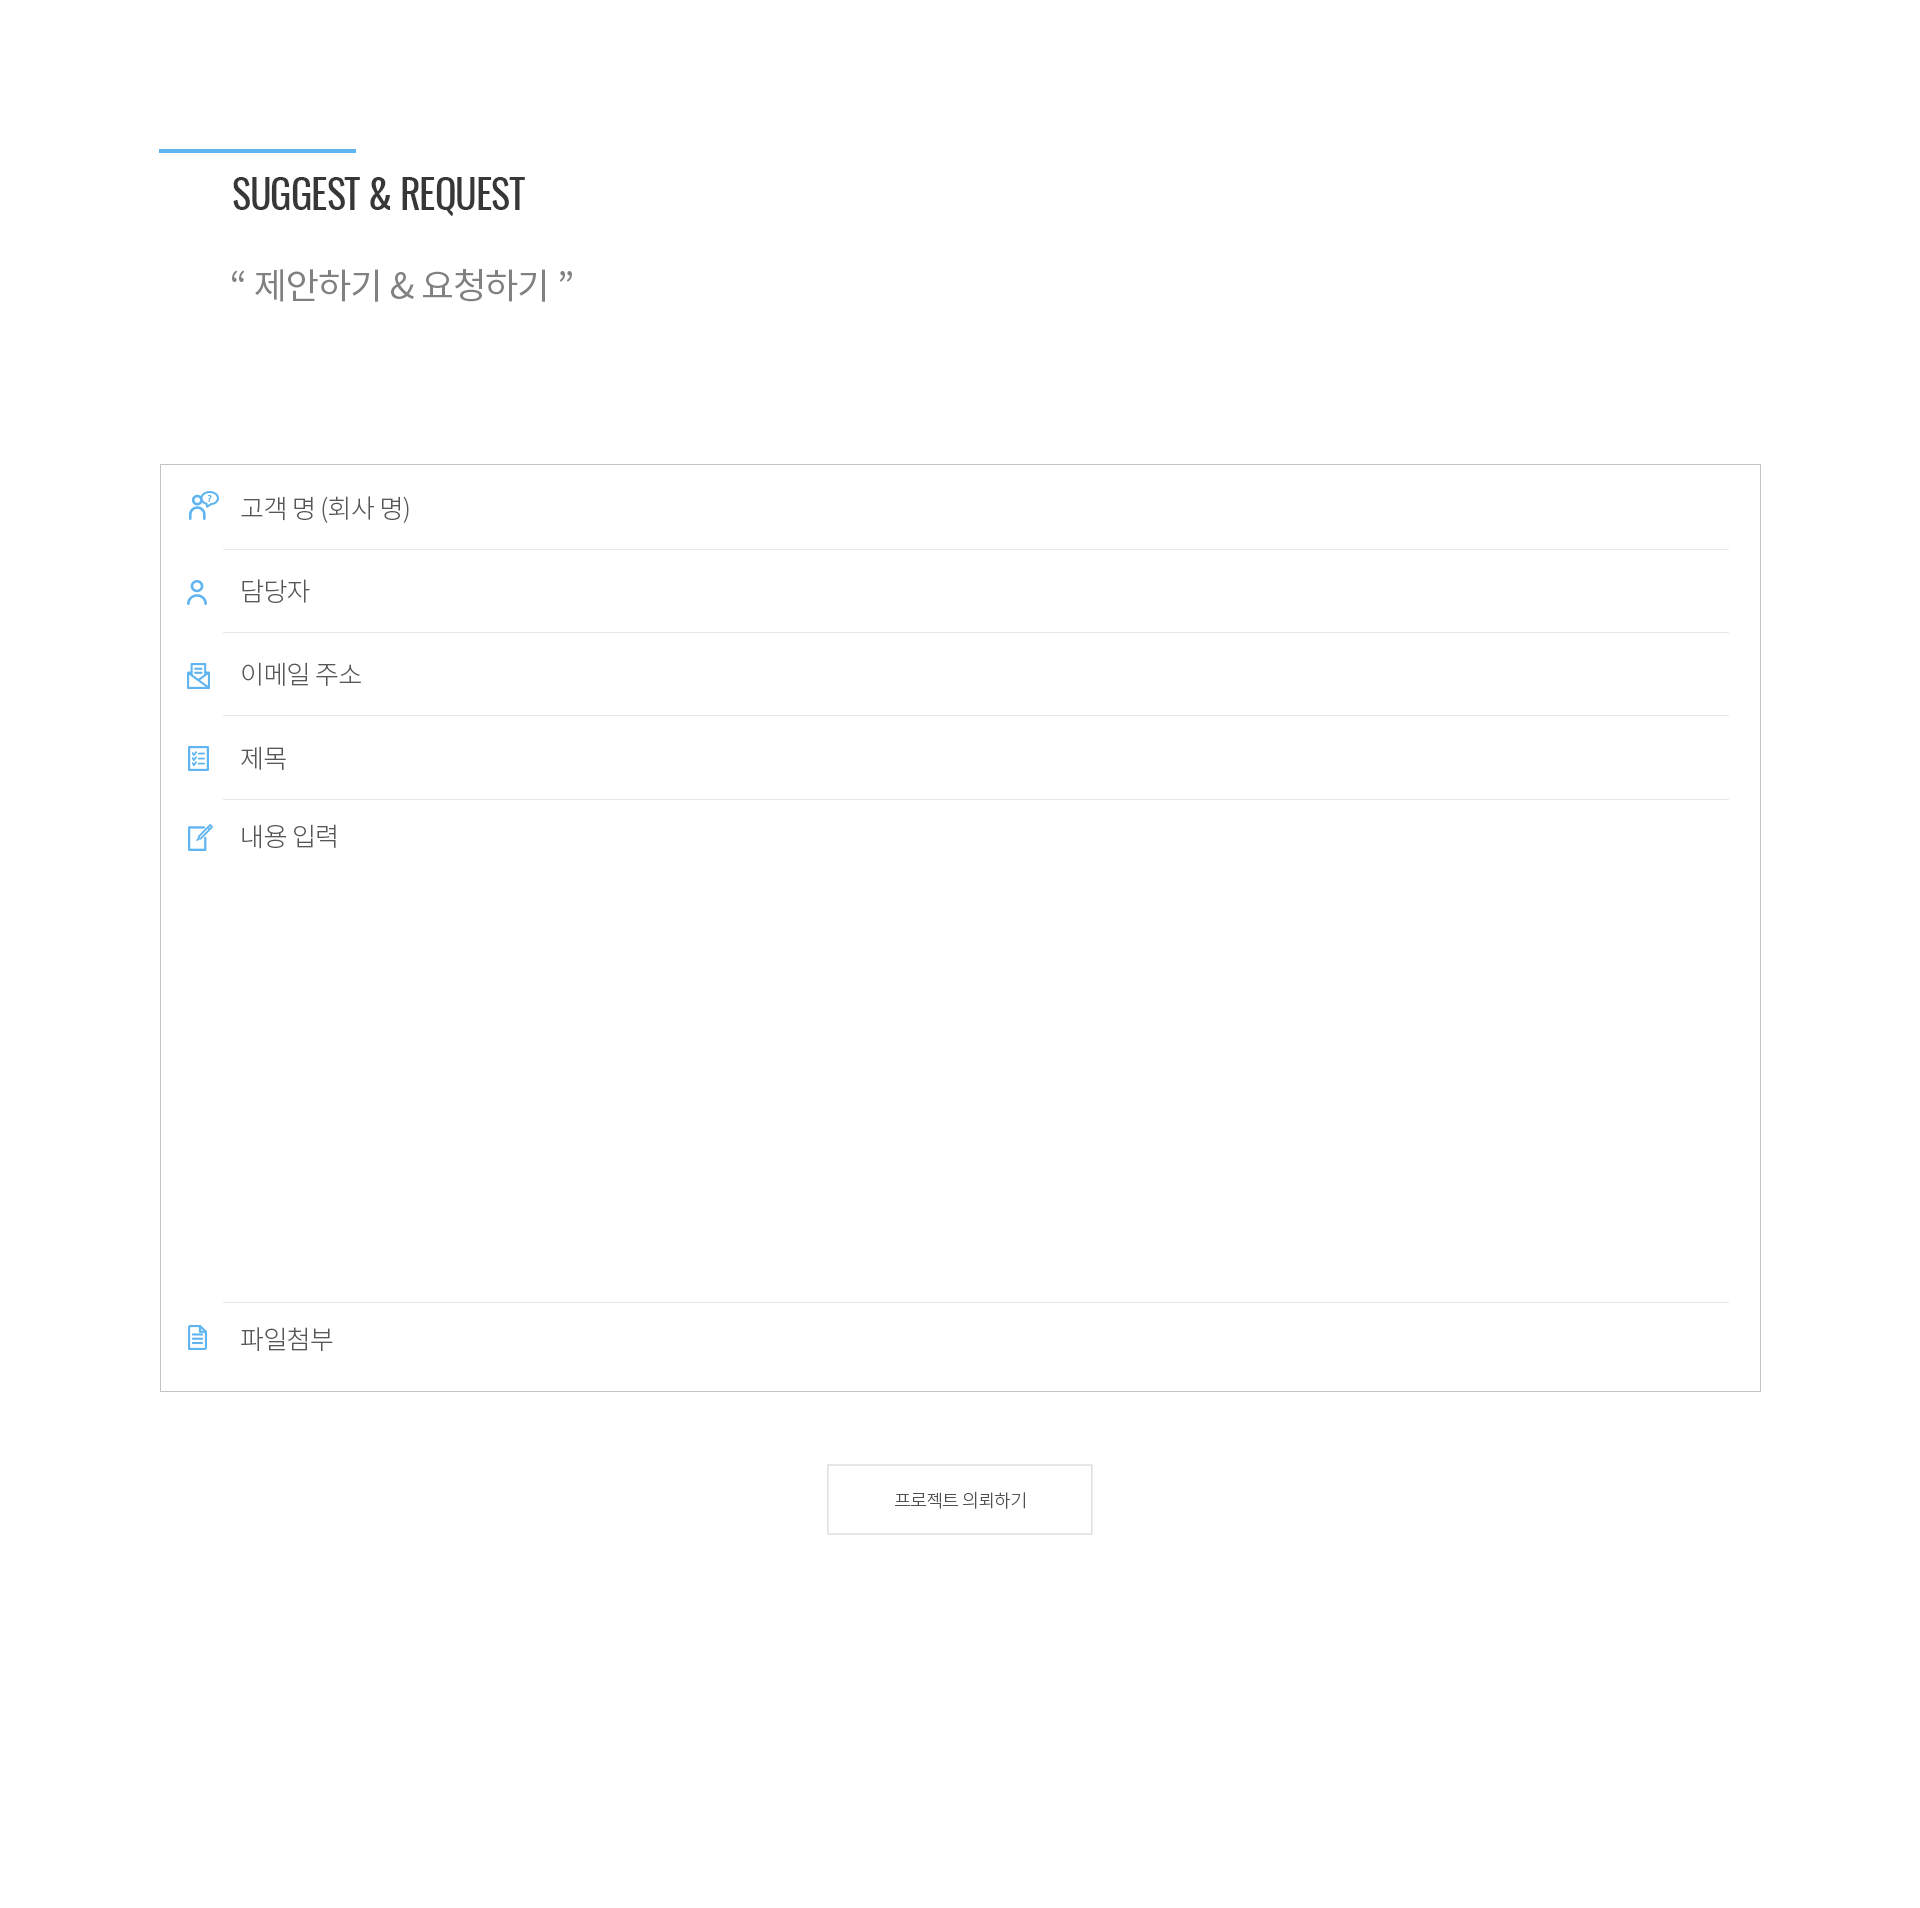 SUGGEST & REQUEST
“ 제안하기 & 요청하기 ”
고객 명 (회사 명)
담당자
이메일 주소
제목
내용 입력
파일첨부
프로젝트 의뢰하기